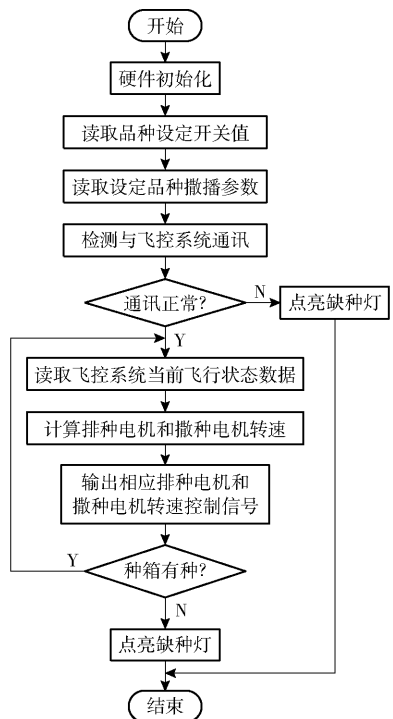 开始
硬件初始化
读取品种设定开关值
读取设定品种撒播参数
检测与飞控系统通讯
通讯正常?
N
点亮缺种灯
Y
读取飞控系统当前飞行状态数据
计算排种电机和撒种电机转速
输出相应排种电机和
撒种电机转速控制信号
Y
种箱有种?
N
点亮缺种灯
结束